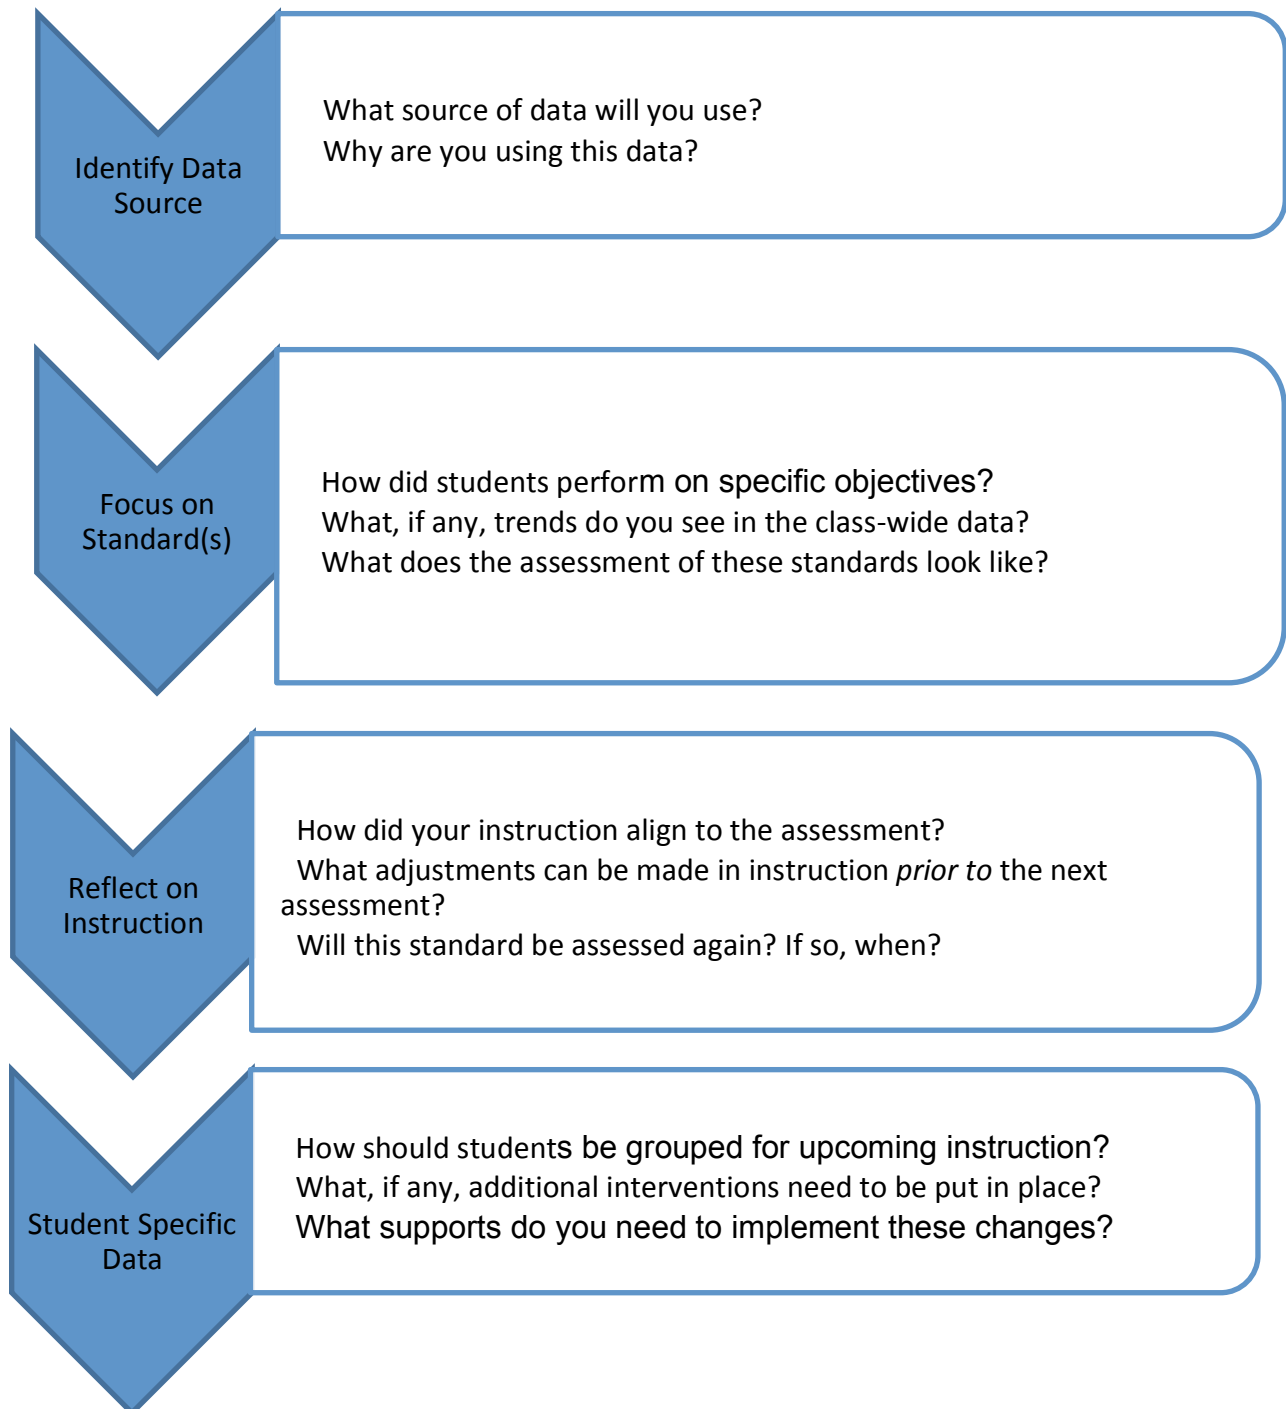 Identify Data
Source
What source of data will you use?
Why are you using this data?
Focus on
Standard(s)
How did students perform on specific objectives?
What, if any, trends do you see in the class-wide data?
What does the assessment of these standards look like?
Reflect on
Instruction
How did your instruction align to the assessment?
What adjustments can be made in instruction prior to the next
assessment?
Will this standard be assessed again? If so, when?
Student Specific
Data
How should students be grouped for upcoming instruction?
What, if any, additional interventions need to be put in place?
What supports do you need to implement these changes?